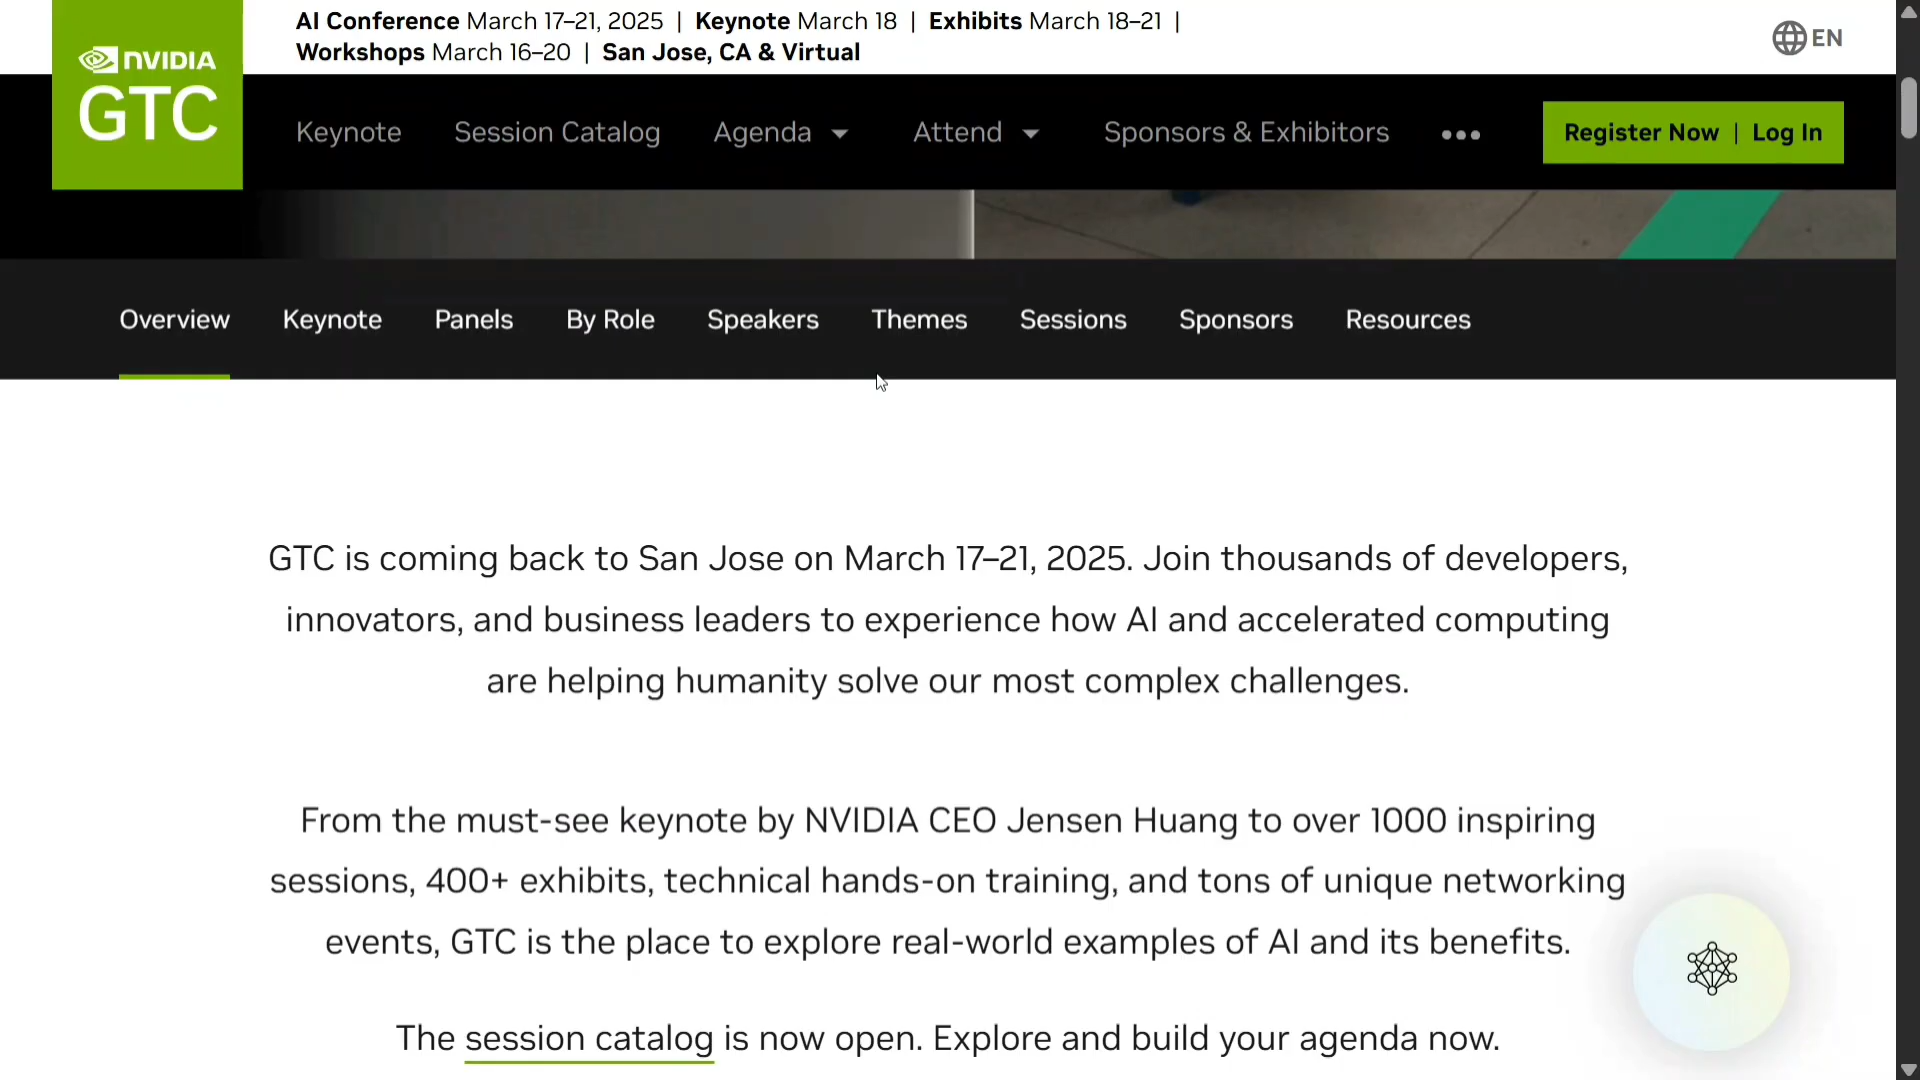 AI Conference March 17–21, 2025 | Keynote March 18 | Exhibits March 18–21 |
Workshops March 16–20 | San Jose, CA & Virtual
EN
NVIDIA
GTC
Keynote Session Catalog Agenda Attend Sponsors & Exhibitors ••• Register Now | Log In
Overview Keynote Panels By Role Speakers Themes Sessions Sponsors Resources
GTC is coming back to San Jose on March 17–21, 2025. Join thousands of developers,
innovators, and business leaders to experience how AI and accelerated computing
are helping humanity solve our most complex challenges.
From the must-see keynote by NVIDIA CEO Jensen Huang to over 1000 inspiring
sessions, 400+ exhibits, technical hands-on training, and tons of unique networking
events, GTC is the place to explore real-world examples of AI and its benefits.
The session catalog is now open. Explore and build your agenda now.